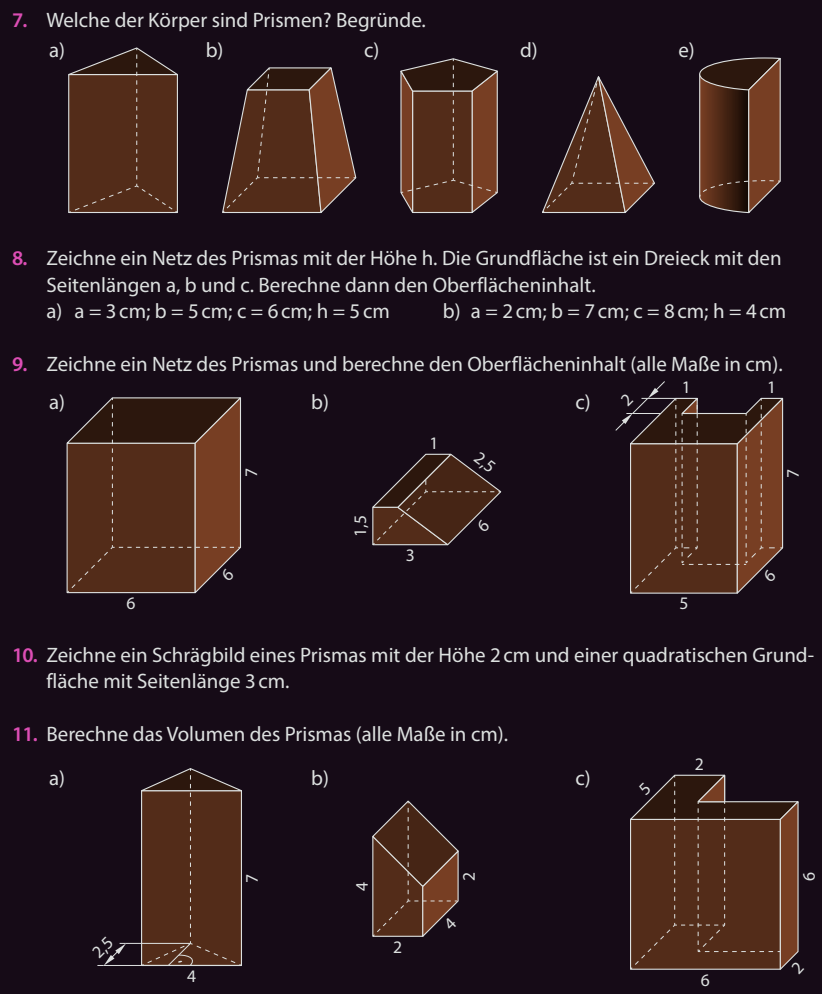 7. Welche der Körper sind Prismen? Begründe.
a) b) c) d) e)
8. Zeichne ein Netz des Prismas mit der Höhe h. Die Grundfläche ist ein Dreieck mit den
Seitenlängen a, b und c. Berechne dann den Oberflächeninhalt.
a) a = 3 cm; b = 5 cm; c = 6 cm; h = 5 cm b) a = 2 cm; b = 7 cm; c = 8 cm; h = 4 cm
9. Zeichne ein Netz des Prismas und berechne den Oberflächeninhalt (alle Maße in cm).
a) b) c)
7
6
6
1
2,5
1,5
3
6
2
1
1
7
5
6
10. Zeichne ein Schrägbild eines Prismas mit der Höhe 2 cm und einer quadratischen Grund-
fläche mit Seitenlänge 3 cm.
11. Berechne das Volumen des Prismas (alle Maße in cm).
a) b) c)
7
2,5
4
4
2
2
4
2
5
6
6
2